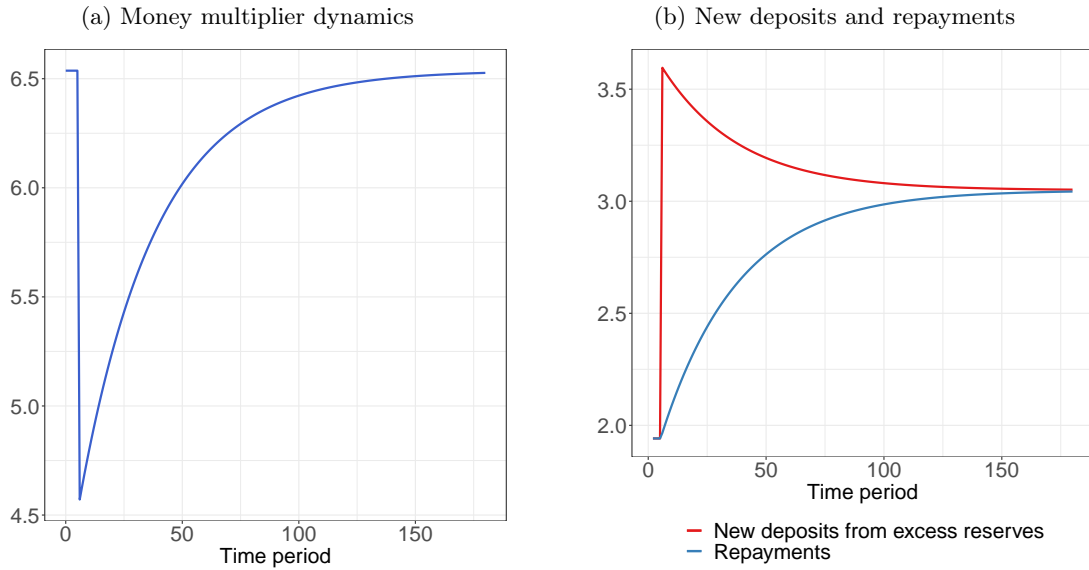 (a) Money multiplier dynamics
6.5
6.0
5.5
5.0
4.5
0 50 100 150
Time period
(b) New deposits and repayments
3.5
3.0
2.5
2.0
0 50 100 150
Time period
New deposits from excess reserves
Repayments